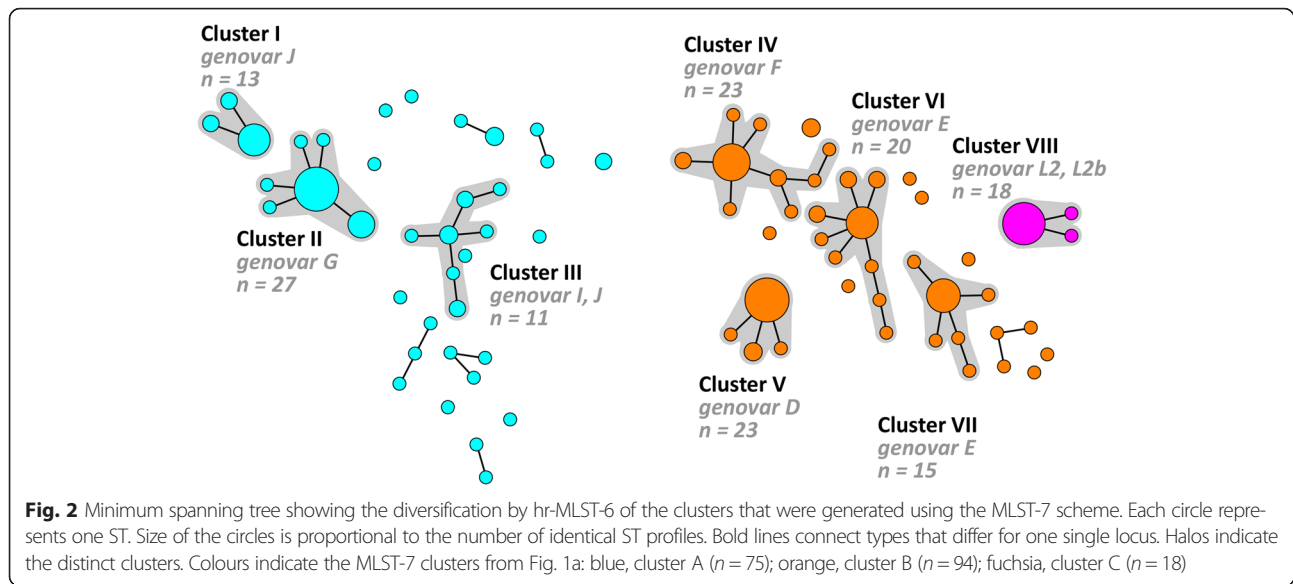 Cluster I
genovar J
n = 13
Cluster II
genovar G
n = 27
Cluster III
genovar I, J
n = 11
Cluster IV
genovar F
n = 23
Cluster VI
genovar E
n = 20
Cluster VIII
genovar L2, L2b
n = 18
Cluster V
genovar D
n = 23
Cluster VII
genovar E
n = 15
Fig. 2 Minimum spanning tree showing the diversification by hr-MLST-6 of the clusters that were generated using the MLST-7 scheme. Each circle repre-
sents one ST. Size of the circles is proportional to the number of identical ST profiles. Bold lines connect types that differ for one single locus. Halos indicate
the distinct clusters. Colours indicate the MLST-7 clusters from Fig. 1a: blue, cluster A (n = 75); orange, cluster B (n = 94); fuchsia, cluster C (n = 18)